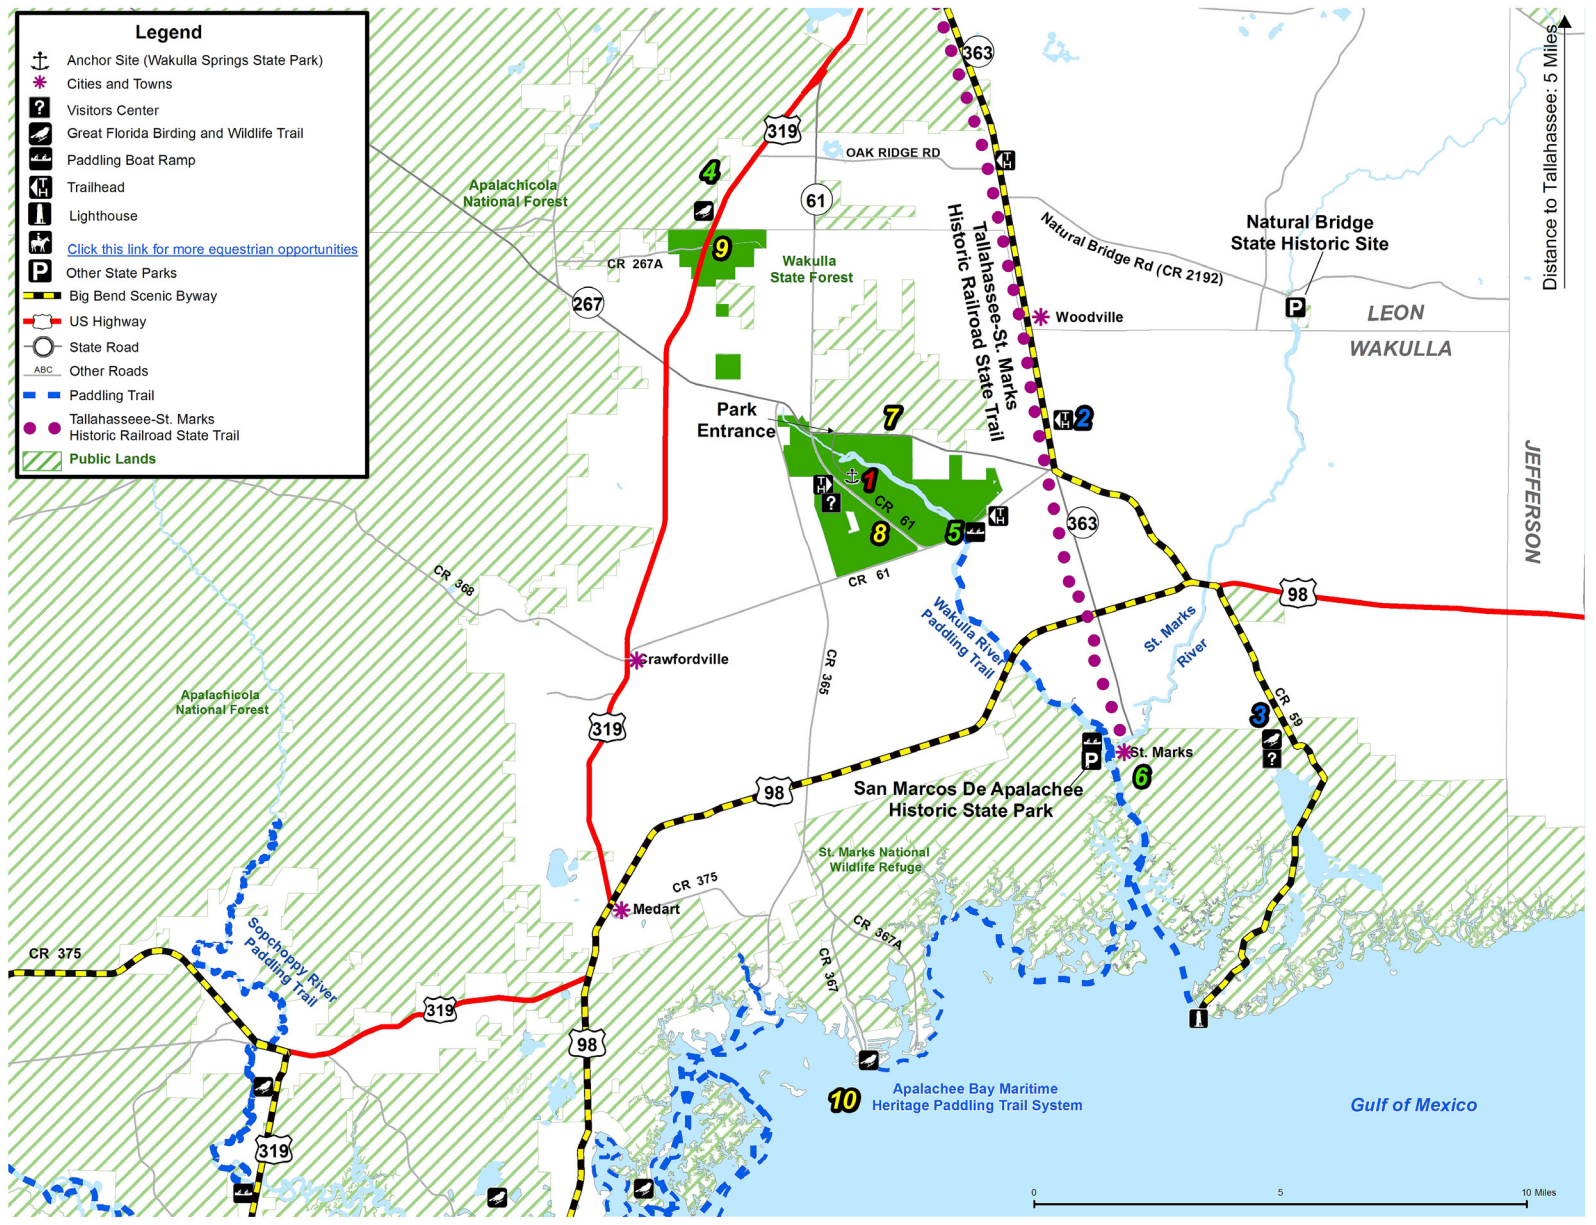 Legend
Anchor Site (Wakulla Springs State Park)
Cities and Towns
?
Visitors Center
Great Florida Birding and Wildlife Trail
Paddling Boat Ramp
TH
Trailhead
Lighthouse
Click this link for more equestrian opportunities
P
Other State Parks
Big Bend Scenic Byway
US Highway
State Road
ABC
Other Roads
Paddling Trail
Tallahasseee-St. Marks
Historic Railroad State Trail
Public Lands
363
Distance to Tallahassee: 5 Miles
319
OAK RIDGE RD
TH
4
Apalachicola
National Forest
61
Tallahassee-St. Marks
Historic Railroad State Trail
Natural Bridge Rd (CR 2192)
Natural Bridge
State Historic Site
P
9
CR 267A
Wakulla
State Forest
267
Woodville
LEON
WAKULLA
JEFFERSON
Park
Entrance
7
TH
2
TH
?
1
CR 61
8
5
TH
363
CR 61
CR 368
98
Wakulla River
Paddling Trail
St. Marks
River
Crawfordville
CR 365
Apalachicola
National Forest
319
CR 59
3
?
P
St. Marks
6
98
San Marcos De Apalachee
Historic State Park
St. Marks National
Wildlife Refuge
CR 375
Medart
CR 367A
CR 367
CR 375
Sopchoppy River
Paddling Trail
319
98
10
Apalachee Bay Maritime
Heritage Paddling Trail System
Gulf of Mexico
319
0
5
10 Miles